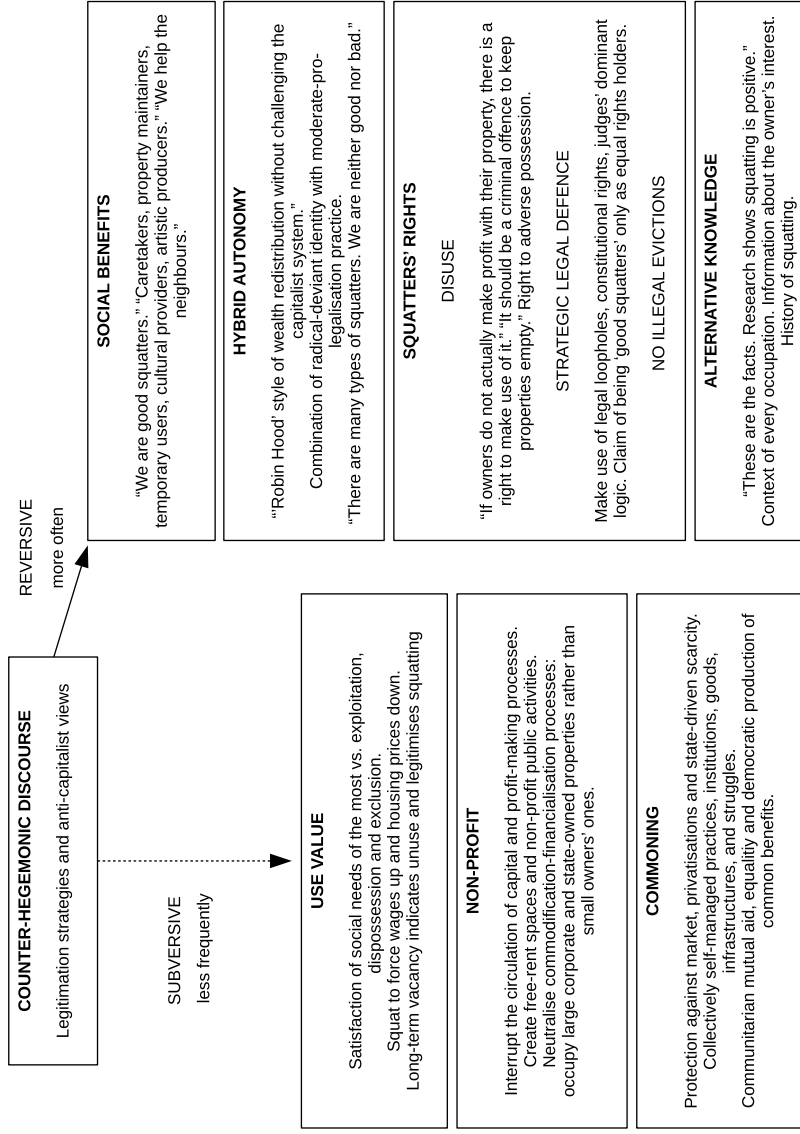 COUNTER-HEGEMONIC DISCOURSE
Legitimation strategies and anti-capitalist views
SUBVERSIVE
less frequently
REVERSIVE
more often
USE VALUE
Satisfaction of social needs of the most vs. exploitation,
dispossession and exclusion.
Squat to force wages up and housing prices down.
Long-term vacancy indicates unuse and legitimises squatting
NON-PROFIT
Interrupt the circulation of capital and profit-making processes.
Create free-rent spaces and non-profit public activities.
Neutralise commodification-financialisation processes:
occupy large corporate and state-owned properties rather than
small owners’ ones.
COMMONING
Protection against market, privatisations and state-driven scarcity.
Collectively self-managed practices, institutions, goods,
infrastructures, and struggles.
Communitarian mutual aid, equality and democratic production of
common benefits.
SOCIAL BENEFITS
“We are good squatters.” “Caretakers, property maintainers,
temporary users, cultural providers, artistic producers.” “We help the
neighbours.”
HYBRID AUTONOMY
“’Robin Hood’ style of wealth redistribution without challenging the
capitalist system.”
Combination of radical-deviant identity with moderate-pro-
legalisation practice.
“There are many types of squatters. We are neither good nor bad.”
SQUATTERS’ RIGHTS
DISUSE
“If owners do not actually make profit with their property, there is a
right to make use of it.” “It should be a criminal offence to keep
properties empty.” Right to adverse possession.
STRATEGIC LEGAL DEFENCE
Make use of legal loopholes, constitutional rights, judges’ dominant
logic. Claim of being ‘good squatters’ only as equal rights holders.
NO ILLEGAL EVICTIONS
ALTERNATIVE KNOWLEDGE
“These are the facts. Research shows squatting is positive.”
Context of every occupation. Information about the owner’s interest.
History of squatting.